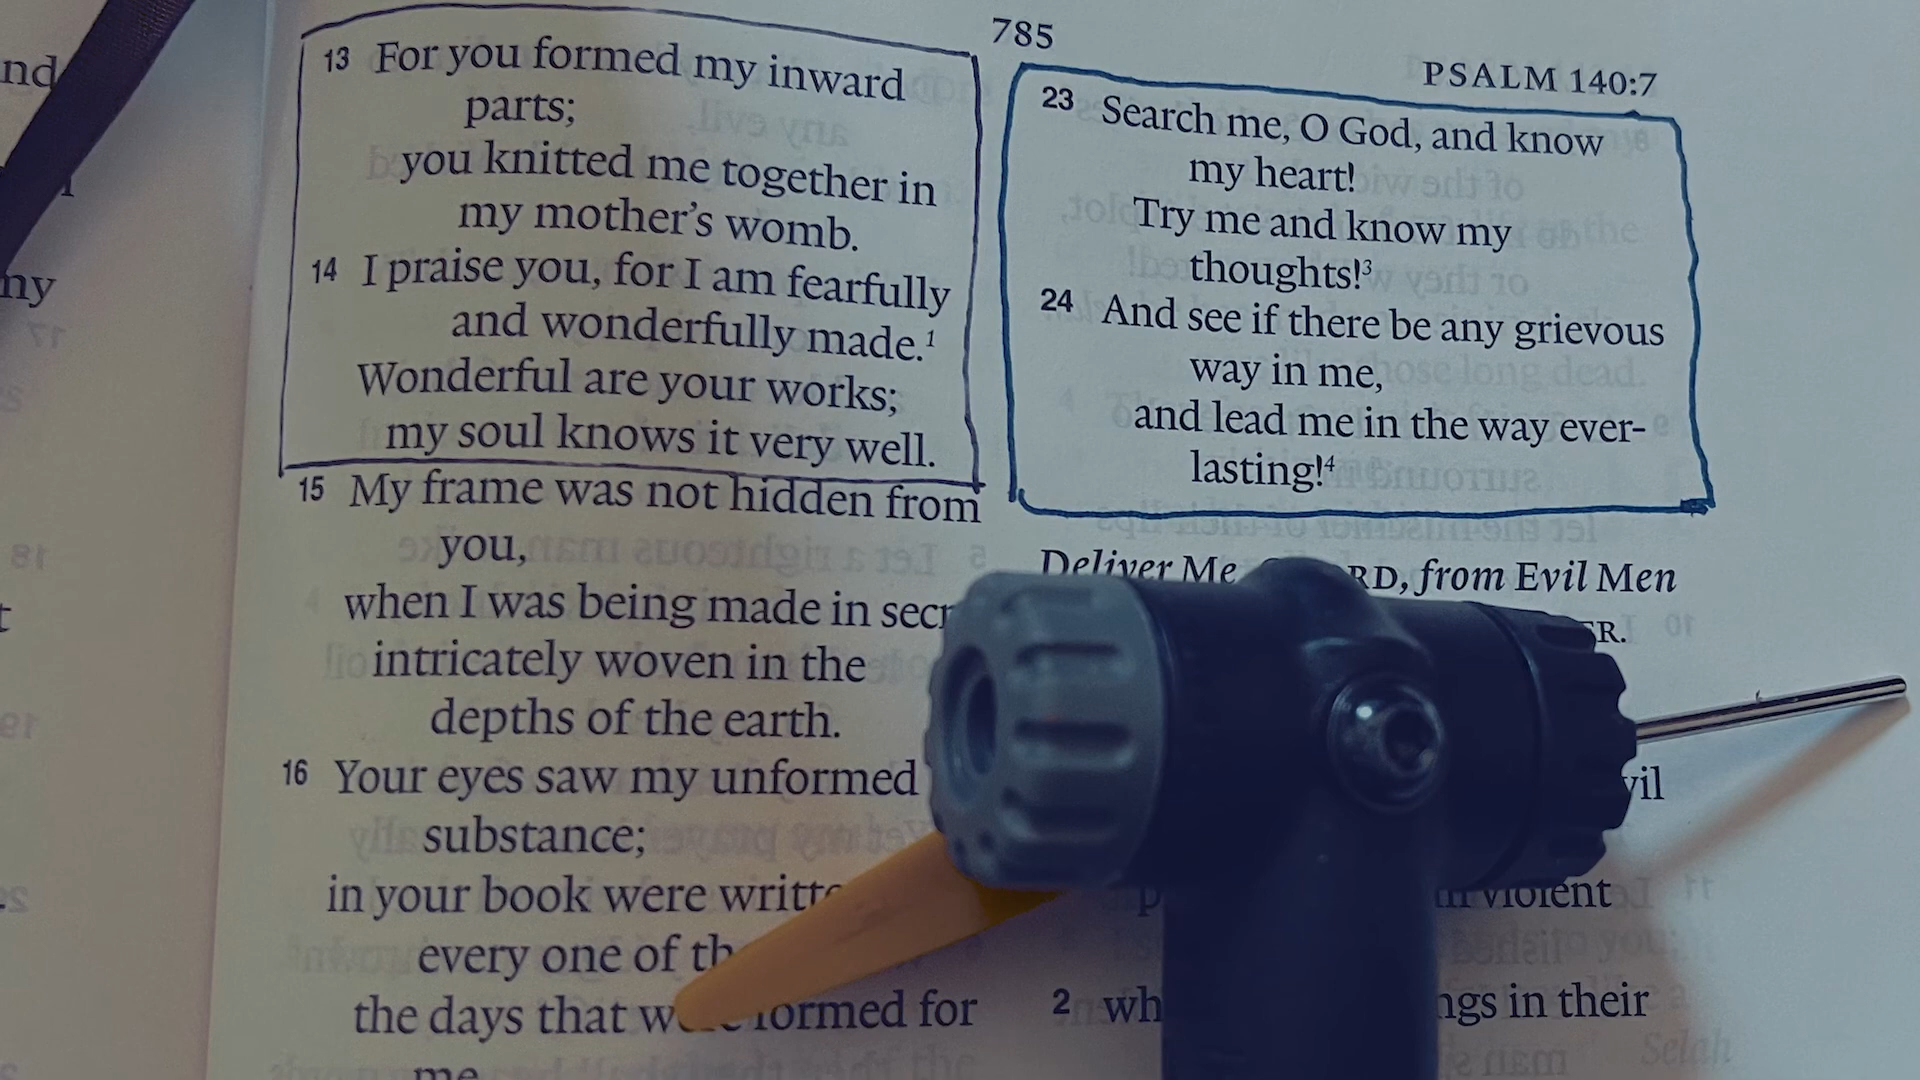 nd
ny
t
785
PSALM 140:7
13 For you formed my inward
parts;
you knitted me together in
my mother's womb.
14 I praise you, for I am fearfully
and wonderfully made.1
Wonderful are your works;
my soul knows it very well.
15 My frame was not hidden from
you,
when I was being made in secr
intricately woven in the
depths of the earth.
16 Your eyes saw my unformed
substance;
in your book were writt
every one of th
the days that were formed for
me
23 Search me, O God, and know
my heart!
Try me and know my
thoughts!3
24 And see if there be any grievous
way in me,
and lead me in the way ever-
lasting!4
Deliver Me, RD, from Evil Men
R.
vil
violent
2 wh ngs in their